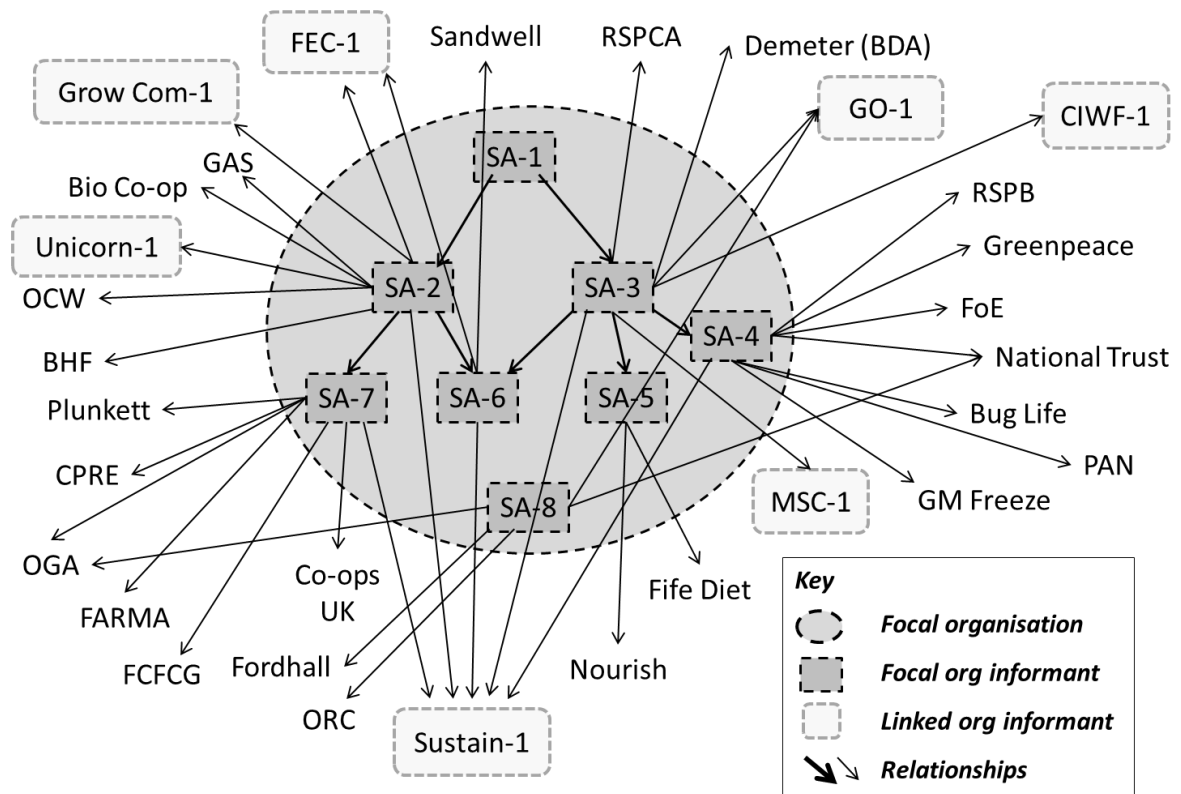 FEC-1
Sandwell
RSPCA
Demeter (BDA)
Grow Com-1
GO-1
CIWF-1
SA-1
GAS
Bio Co-op
RSPB
Unicorn-1
Greenpeace
SA-2
SA-3
OCW
FoE
SA-4
BHF
National Trust
Plunkett
SA-7
SA-6
SA-5
Bug Life
CPRE
PAN
SA-8
MSC-1
GM Freeze
OGA
Co-ops
UK
Fife Diet
FARMA
FCFCG
Fordhall
Nourish
ORC
Sustain-1
Key
Focal organisation
Focal org informant
Linked org informant
Relationships